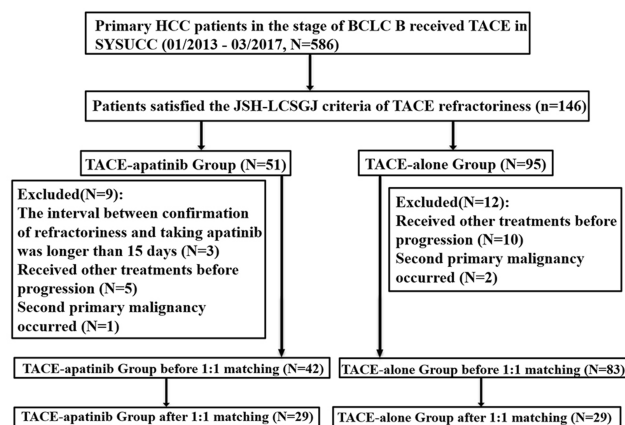 Primary HCC patients in the stage of BCLC B received TACE in
SYSUCC (01/2013 - 03/2017, N=586)
Patients satisfied the JSH-LCSGJ criteria of TACE refractoriness (n=146)
TACE-apatinib Group (N=51)
TACE-alone Group (N=95)
Excluded(N=9):
The interval between confirmation
of refractoriness and taking apatinib
was longer than 15 days (N=3)
Received other treatments before
progression (N=5)
Second primary malignancy
occurred (N=1)
Excluded(N=12):
Received other treatments before
progression (N=10)
Second primary malignancy
occurred (N=2)
TACE-apatinib Group before 1:1 matching (N=42)
TACE-alone Group before 1:1 matching (N=83)
TACE-apatinib Group after 1:1 matching (N=29)
TACE-alone Group after 1:1 matching (N=29)